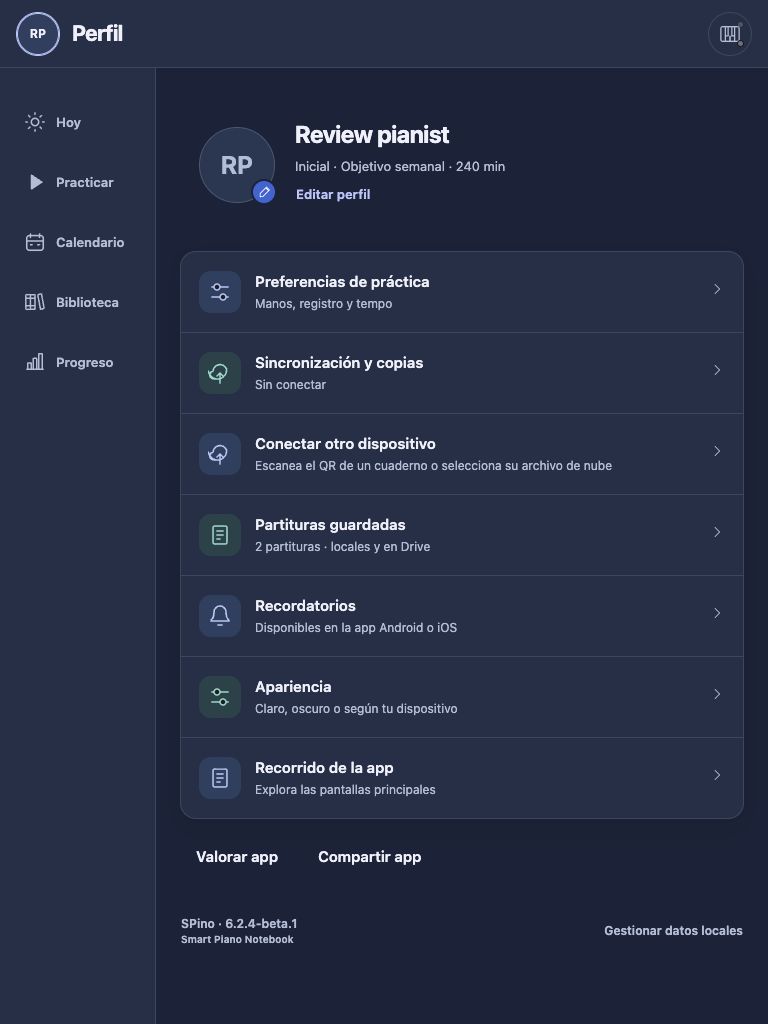 RP
Perfil
Hoy
Practicar
Calendario
Biblioteca
Progreso
RP
Review pianist
Inicial · Objetivo semanal · 240 min
Editar perfil
Preferencias de práctica
Manos, registro y tempo
Sincronización y copias
Sin conectar
Conectar otro dispositivo
Escanea el QR de un cuaderno o selecciona su archivo de nube
Partituras guardadas
2 partituras · locales y en Drive
Recordatorios
Disponibles en la app Android o iOS
Apariencia
Claro, oscuro o según tu dispositivo
Recorrido de la app
Explora las pantallas principales
Valorar app
Compartir app
SPino · 6.2.4-beta.1
Smart Piano Notebook
Gestionar datos locales